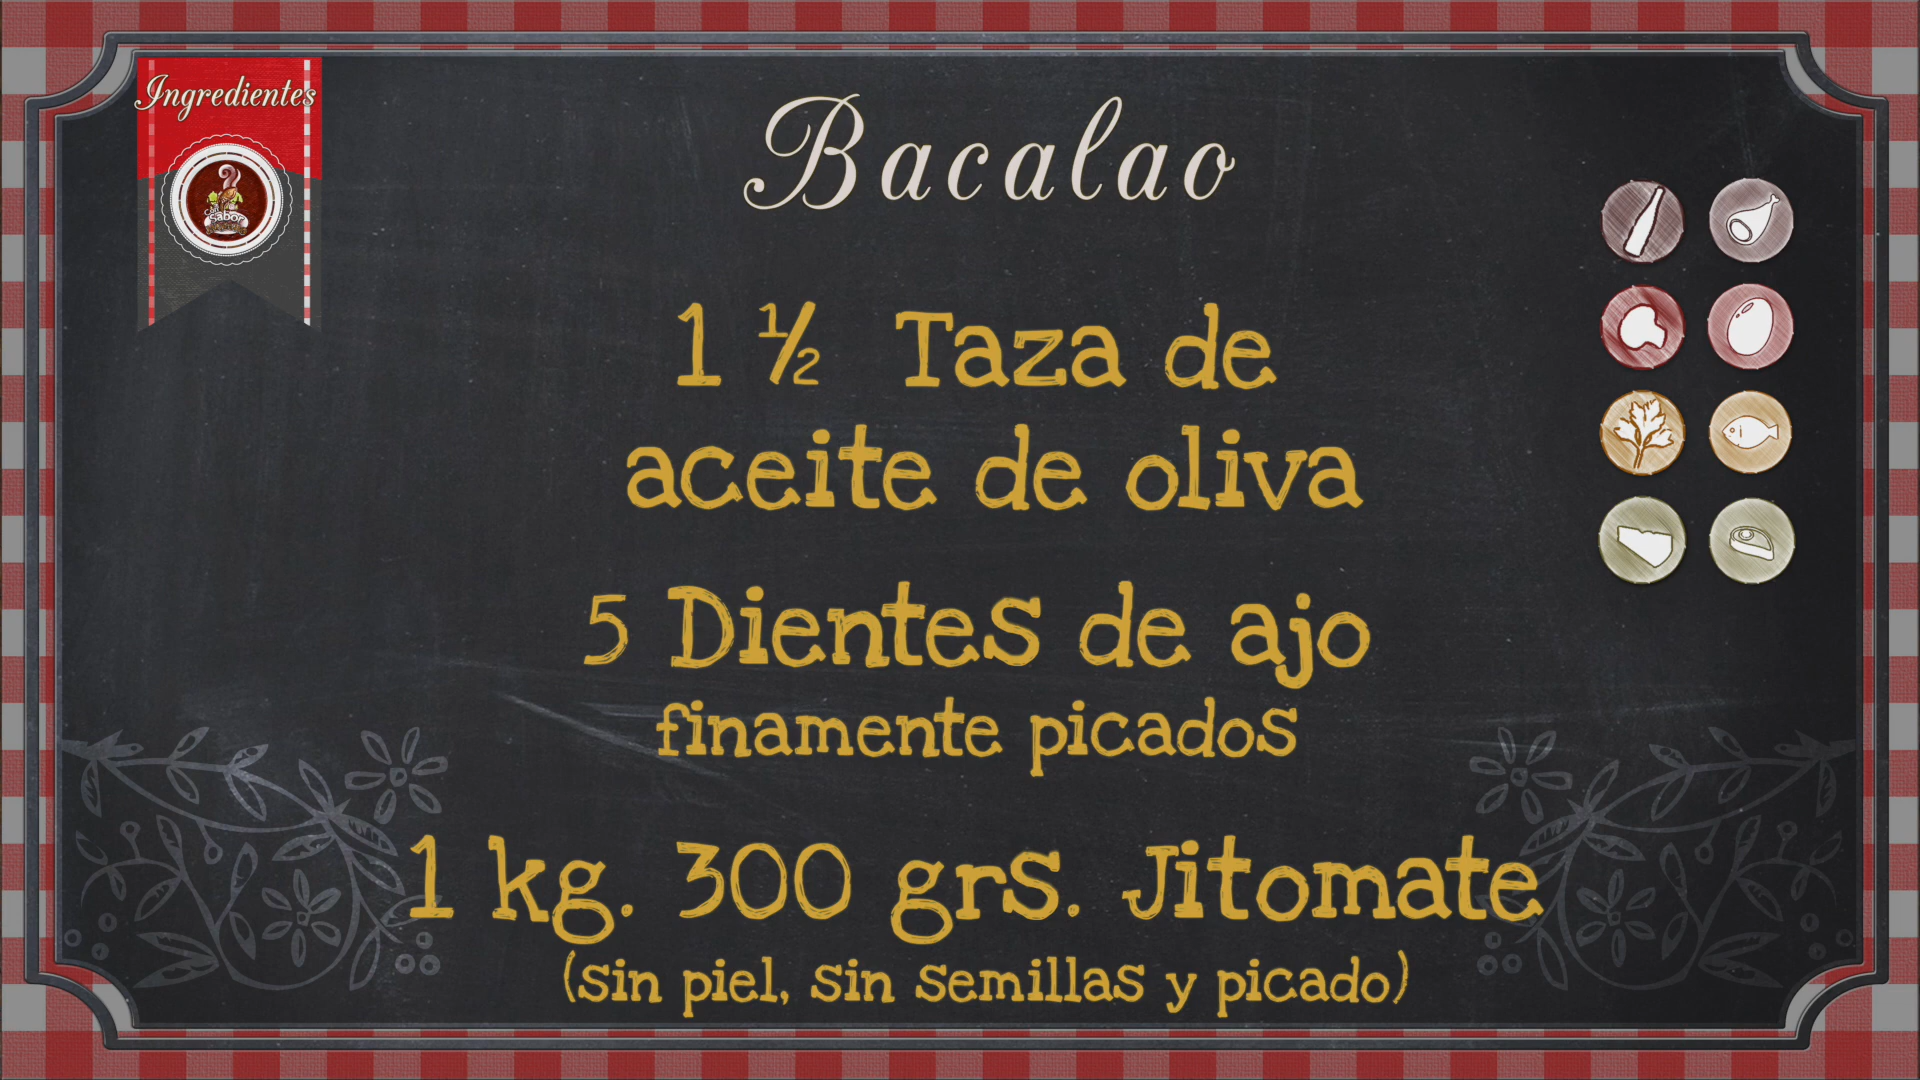 Ingredientes
Sabor
Bacalao
1 ½ Taza de
aceite de oliva
5 Dientes de ajo
finamente picados
1 kg. 300 grs. Jitomate
(sin piel, sin semillas y picado)